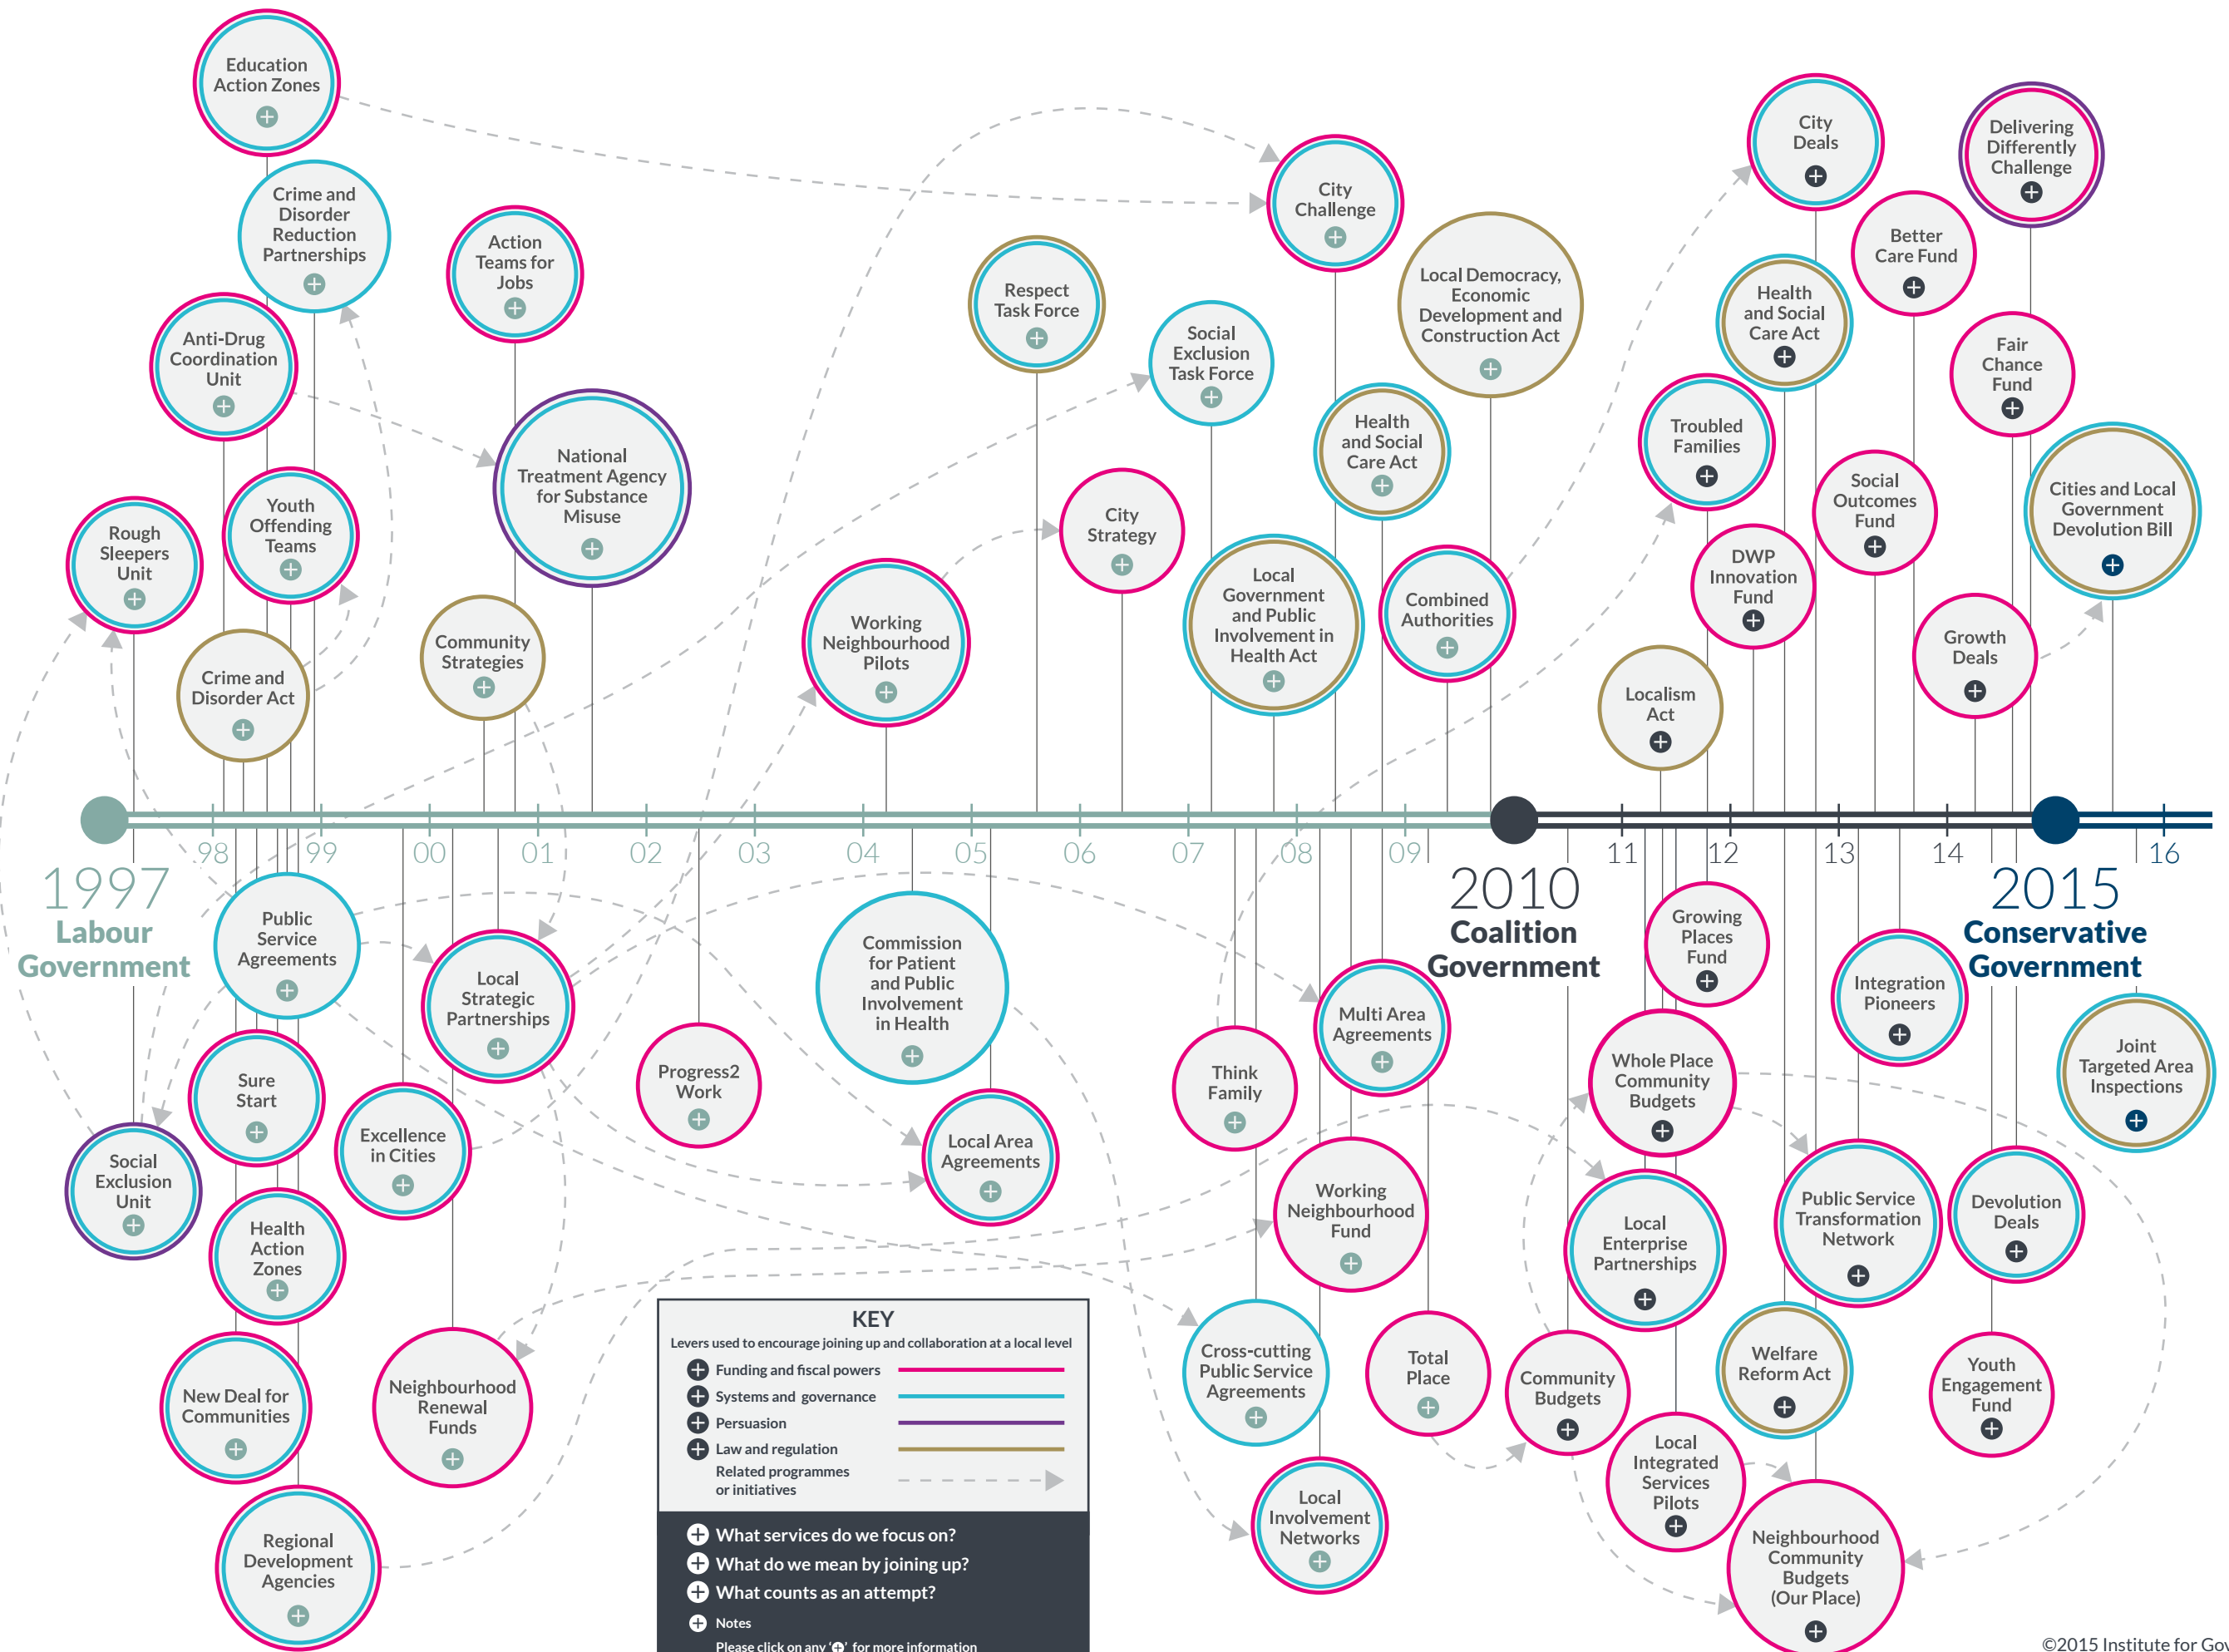 Education
Action Zones
Crime and
Disorder
Reduction
Partnerships
Action
Teams for
Jobs
Anti-Drug
Coordination
Unit
National
Treatment Agency
for Substance
Misuse
Rough
Sleepers
Unit
Youth
Offending
Teams
Crime and
Disorder Act
Community
Strategies
Working
Neighbourhood
Pilots
Respect
Task Force
City
Strategy
Social
Exclusion
Task Force
City
Challenge
Local
Government
and Public
Involvement in
Health Act
Health
and Social
Care Act
Local Democracy,
Economic
Development and
Construction Act
Combined
Authorities
City
Deals
Delivering
Differently
Challenge
Better
Care Fund
Health
and Social
Care Act
Fair
Chance
Fund
Troubled
Families
Social
Outcomes
Fund
Cities and Local
Government
Devolution Bill
DWP
Innovation
Fund
Growth
Deals
Localism
Act
98
99
00
01
02
03
04
05
06
07
08
09
11
12
13
14
16
1997
Labour
Government
2010
Coalition
Government
2015
Conservative
Government
Public
Service
Agreements
Local
Strategic
Partnerships
Sure
Start
Social
Exclusion
Unit
Excellence
in Cities
Health
Action
Zones
New Deal for
Communities
Neighbourhood
Renewal
Funds
Regional
Development
Agencies
Progress2
Work
Commission
for Patient
and Public
Involvement
in Health
Local Area
Agreements
Think
Family
Multi Area
Agreements
Working
Neighbourhood
Fund
Cross-cutting
Public Service
Agreements
Total
Place
Local
Involvement
Networks
Growing
Places
Fund
Whole Place
Community
Budgets
Integration
Pioneers
Joint
Targeted Area
Inspections
Local
Enterprise
Partnerships
Public Service
Transformation
Network
Devolution
Deals
Community
Budgets
Welfare
Reform Act
Youth
Engagement
Fund
Local
Integrated
Services
Pilots
Neighbourhood
Community
Budgets
(Our Place)
KEY
Levers used to encourage joining up and collaboration at a local level
Funding and fiscal powers
Systems and governance
Persuasion
Law and regulation
Related programmes
or initiatives
What services do we focus on?
What do we mean by joining up?
What counts as an attempt?
Notes
Please click on any '+' for more information
©2015 Institute for Gov